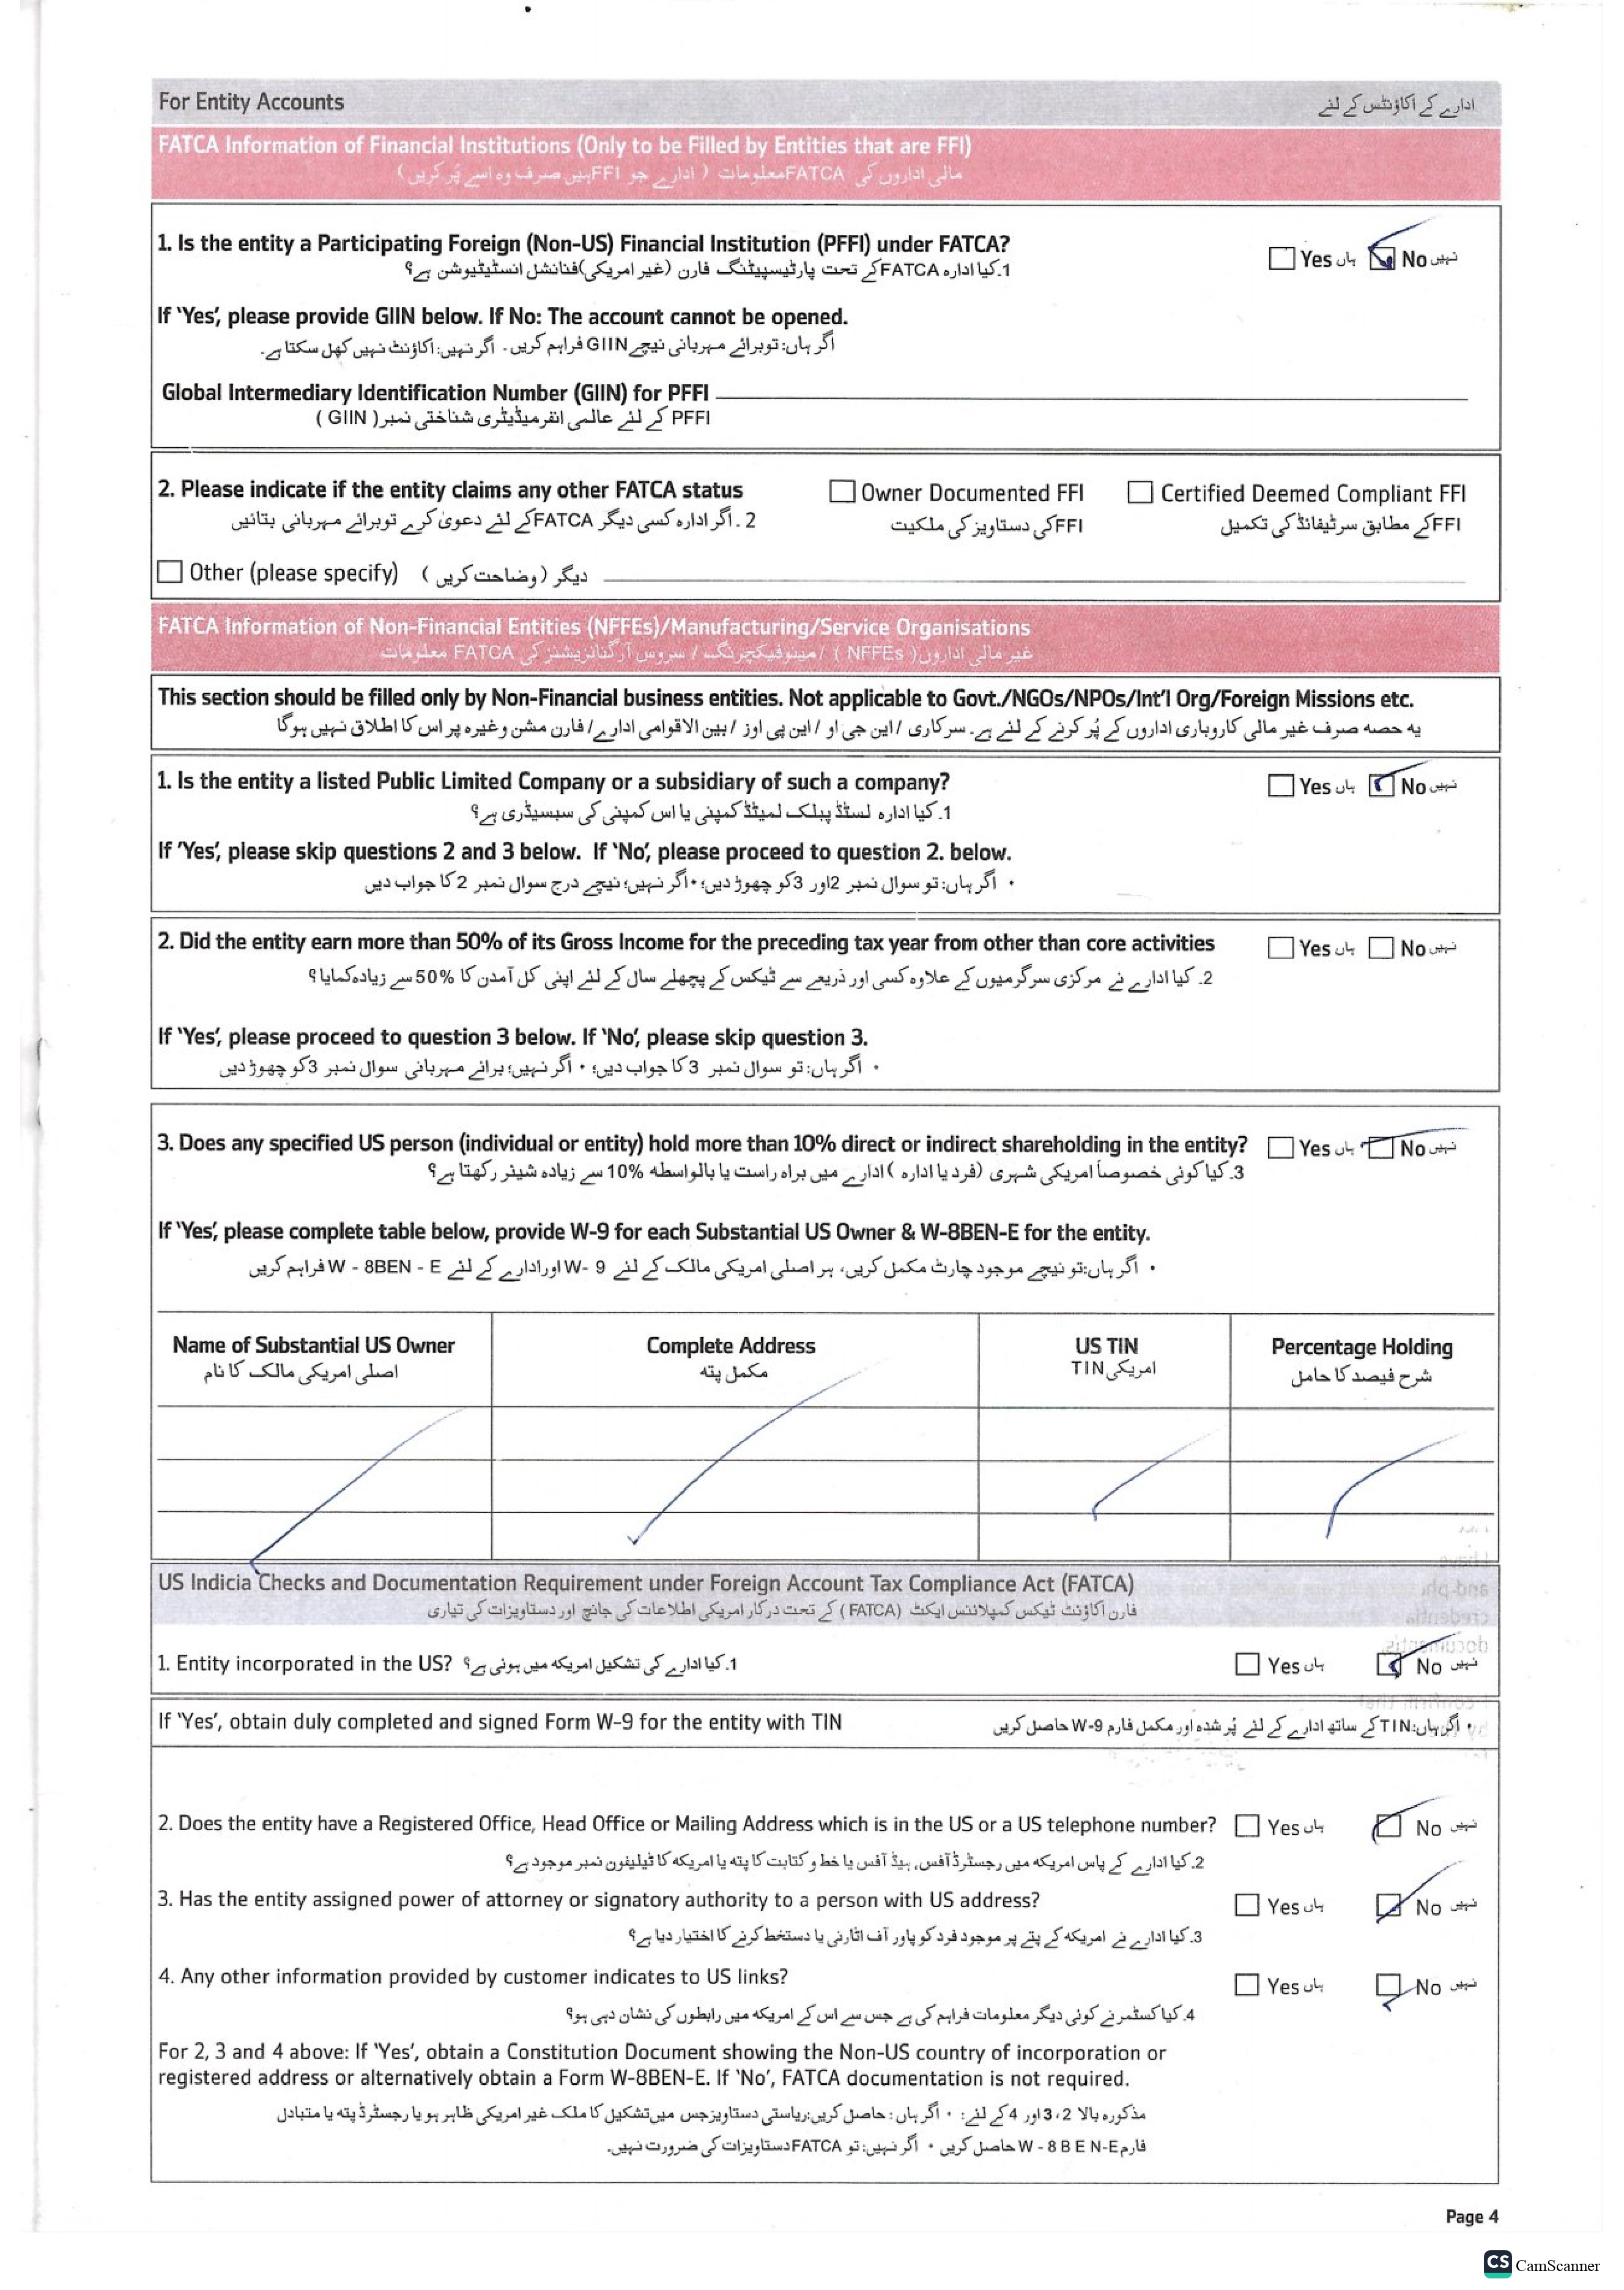 For Entity Accounts ادارے کے اکاؤنٹس کے لئے
FATCA Information of Financial Institutions (Only to be Filled by Entities that are FFI)
مالی اداروں کی FATCA معلومات ( ادارے جو FFI ہیں صرف وہ اسے پُر کریں)
1. Is the entity a Participating Foreign (Non-US) Financial Institution (PFFI) under FATCA? Yes ہاں No نہیں
1. کیا ادارہ FATCA کے تحت پارٹیسپیٹنگ فارن (غیر امریکی) فنانشل انسٹیٹیوشن ہے؟
If 'Yes', please provide GIIN below. If No: The account cannot be opened.
اگر ہاں: تو برائے مہربانی نیچے GIIN فراہم کریں۔ اگر نہیں: اکاؤنٹ نہیں کھل سکتا ہے۔
Global Intermediary Identification Number (GIIN) for PFFI
PFFI کے لئے عالمی انٹرمیڈیٹری شناختی نمبر ( GIIN )
2. Please indicate if the entity claims any other FATCA status Owner Documented FFI Certified Deemed Compliant FFI
2. اگر ادارہ کسی دیگر FATCA کے لئے دعویٰ کرے تو برائے مہربانی بتائیں FFI کی دستاویز کی ملکیت FFI کے مطابق سرٹیفائڈ کی تکمیل
Other (please specify) دیگر ( وضاحت کریں )
FATCA Information of Non-Financial Entities (NFFEs)/Manufacturing/Service Organisations
غیر مالی اداروں ( NFFEs ) / مینوفیکچرنگ / سروس آرگنائزیشنز کی FATCA معلومات
This section should be filled only by Non-Financial business entities. Not applicable to Govt./NGOs/NPOs/Int'l Org/Foreign Missions etc.
یہ حصہ صرف غیر مالی کاروباری اداروں کے پُر کرنے کے لئے ہے۔ سرکاری / این جی او / این پی اوز / بین الاقوامی ادارے / فارن مشن وغیرہ پر اس کا اطلاق نہیں ہوگا
1. Is the entity a listed Public Limited Company or a subsidiary of such a company? Yes ہاں No نہیں
1. کیا ادارہ لسٹڈ پبلک لمیٹڈ کمپنی یا اس کمپنی کی سبسیڈری ہے؟
If 'Yes', please skip questions 2 and 3 below. If 'No', please proceed to question 2. below.
• اگر ہاں: تو سوال نمبر 2 اور 3 کو چھوڑ دیں؛ • اگر نہیں؛ نیچے درج سوال نمبر 2 کا جواب دیں
2. Did the entity earn more than 50% of its Gross Income for the preceding tax year from other than core activities Yes ہاں No نہیں
2. کیا ادارے نے مرکزی سرگرمیوں کے علاوہ کسی اور ذریعے سے ٹیکس کے پچھلے سال کے لئے اپنی کل آمدن کا 50% سے زیادہ کمایا؟
If 'Yes', please proceed to question 3 below. If 'No', please skip question 3.
• اگر ہاں: تو سوال نمبر 3 کا جواب دیں؛ • اگر نہیں؛ برائے مہربانی سوال نمبر 3 کو چھوڑ دیں
3. Does any specified US person (individual or entity) hold more than 10% direct or indirect shareholding in the entity? Yes ہاں No نہیں
3. کیا کوئی خصوصاً امریکی شہری (فرد یا ادارہ) ادارے میں براہ راست یا بالواسطہ 10% سے زیادہ شیئر رکھتا ہے؟
If 'Yes', please complete table below, provide W-9 for each Substantial US Owner & W-8BEN-E for the entity.
• اگر ہاں: تو نیچے موجود چارٹ مکمل کریں، ہر اصلی امریکی مالک کے لئے W- 9 اور ادارے کے لئے W - 8BEN - E فراہم کریں
Name of Substantial US Owner Complete Address US TIN Percentage Holding
اصلی امریکی مالک کا نام مکمل پتہ امریکی TIN شرح فیصد کا حامل
US Indicia Checks and Documentation Requirement under Foreign Account Tax Compliance Act (FATCA)
فارن اکاؤنٹ ٹیکس کمپلائنس ایکٹ (FATCA) کے تحت درکار امریکی اطلاعات کی جانچ اور دستاویزات کی تیاری
1. Entity incorporated in the US? 1. کیا ادارے کی تشکیل امریکہ میں ہوئی ہے؟ Yes ہاں No نہیں
If 'Yes', obtain duly completed and signed Form W-9 for the entity with TIN • اگر ہاں: TIN کے ساتھ ادارے کے لئے پُر شدہ اور مکمل فارم W-9 حاصل کریں
2. Does the entity have a Registered Office, Head Office or Mailing Address which is in the US or a US telephone number? Yes ہاں No نہیں
2. کیا ادارے کے پاس امریکہ میں رجسٹرڈ آفس، ہیڈ آفس یا خط و کتابت کا پتہ یا امریکہ کا ٹیلیفون نمبر موجود ہے؟
3. Has the entity assigned power of attorney or signatory authority to a person with US address? Yes ہاں No نہیں
3. کیا ادارے نے امریکہ کے پتے پر موجود فرد کو پاور آف اٹارنی یا دستخط کرنے کا اختیار دیا ہے؟
4. Any other information provided by customer indicates to US links? Yes ہاں No نہیں
4. کیا کسٹمر نے کوئی دیگر معلومات فراہم کی ہے جس سے اس کے امریکہ میں رابطوں کی نشان دہی ہو؟
For 2, 3 and 4 above: If 'Yes', obtain a Constitution Document showing the Non-US country of incorporation or
registered address or alternatively obtain a Form W-8BEN-E. If 'No', FATCA documentation is not required.
مذکورہ بالا 2، 3 اور 4 کے لئے: • اگر ہاں : حاصل کریں: ریاستی دستاویز جس میں تشکیل کا ملک غیر امریکی ظاہر ہو یا رجسٹرڈ پتہ یا متبادل
فارم W - 8 B E N-E حاصل کریں • اگر نہیں: تو FATCA دستاویزات کی ضرورت نہیں۔
Page 4
CS CamScanner